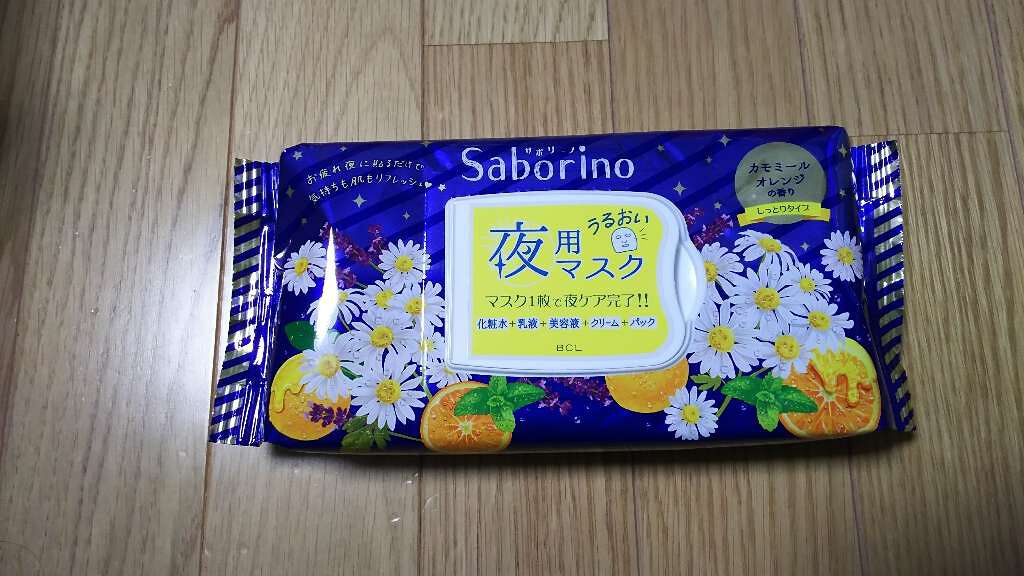 お疲れ夜に貼るだけで
気持ちも肌もリフレッシュ♥
サボリーノ
Saborino
カモミール
オレンジ
の香り
しっとりタイプ
うるおい
夜用マスク
マスク1枚で夜ケア完了!!
化粧水+乳液+美容液+クリーム+パック
BCL